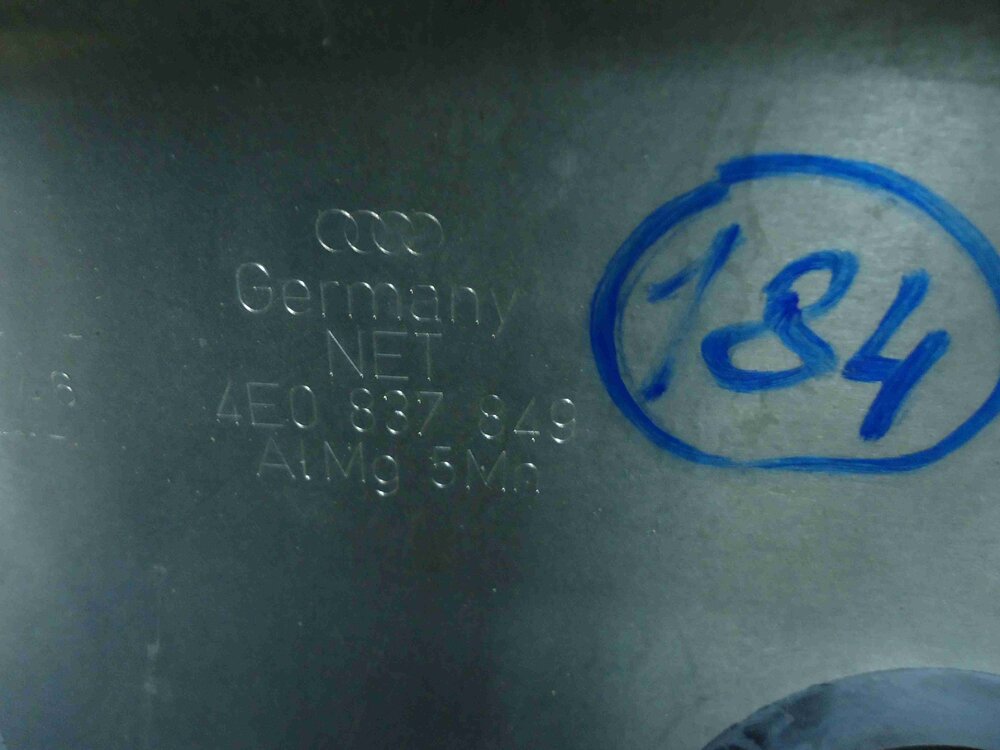 Germany
NET
4E0 837 849
AlMg 5Mn
184